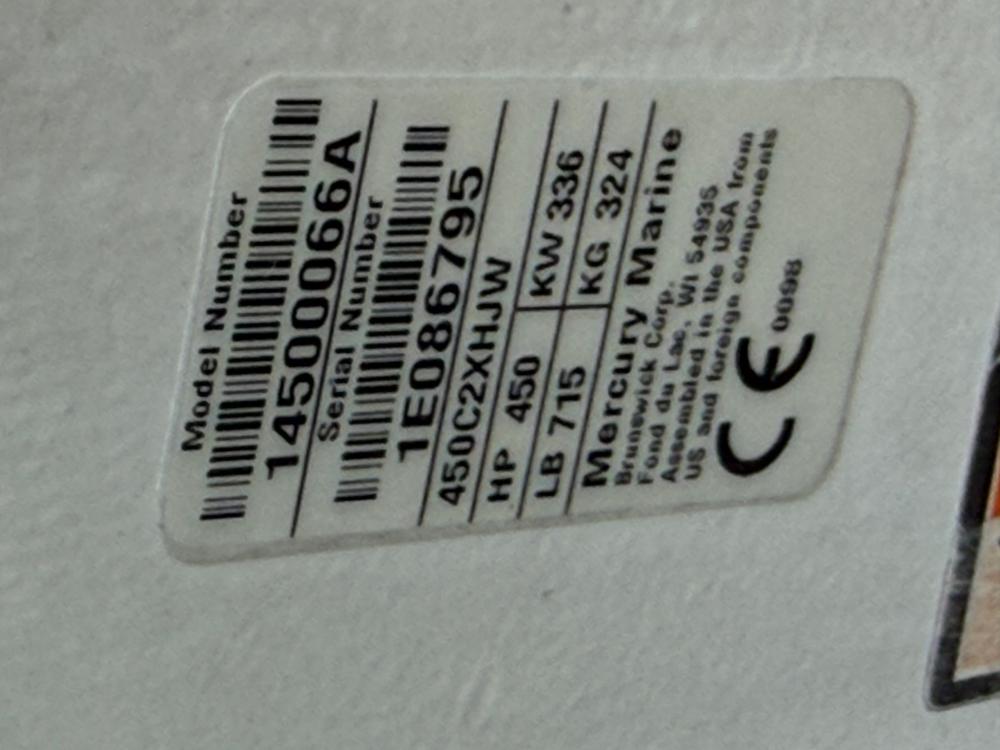 Model Number
14500066A
Serial Number
1E086795
450C2XHJW
HP 450 KW 336
LB 715 KG 324
Mercury Marine
Brunswick Corp.
Fond du Lac, WI 54935
Assembled in the USA from
US and foreign components
CE 0098